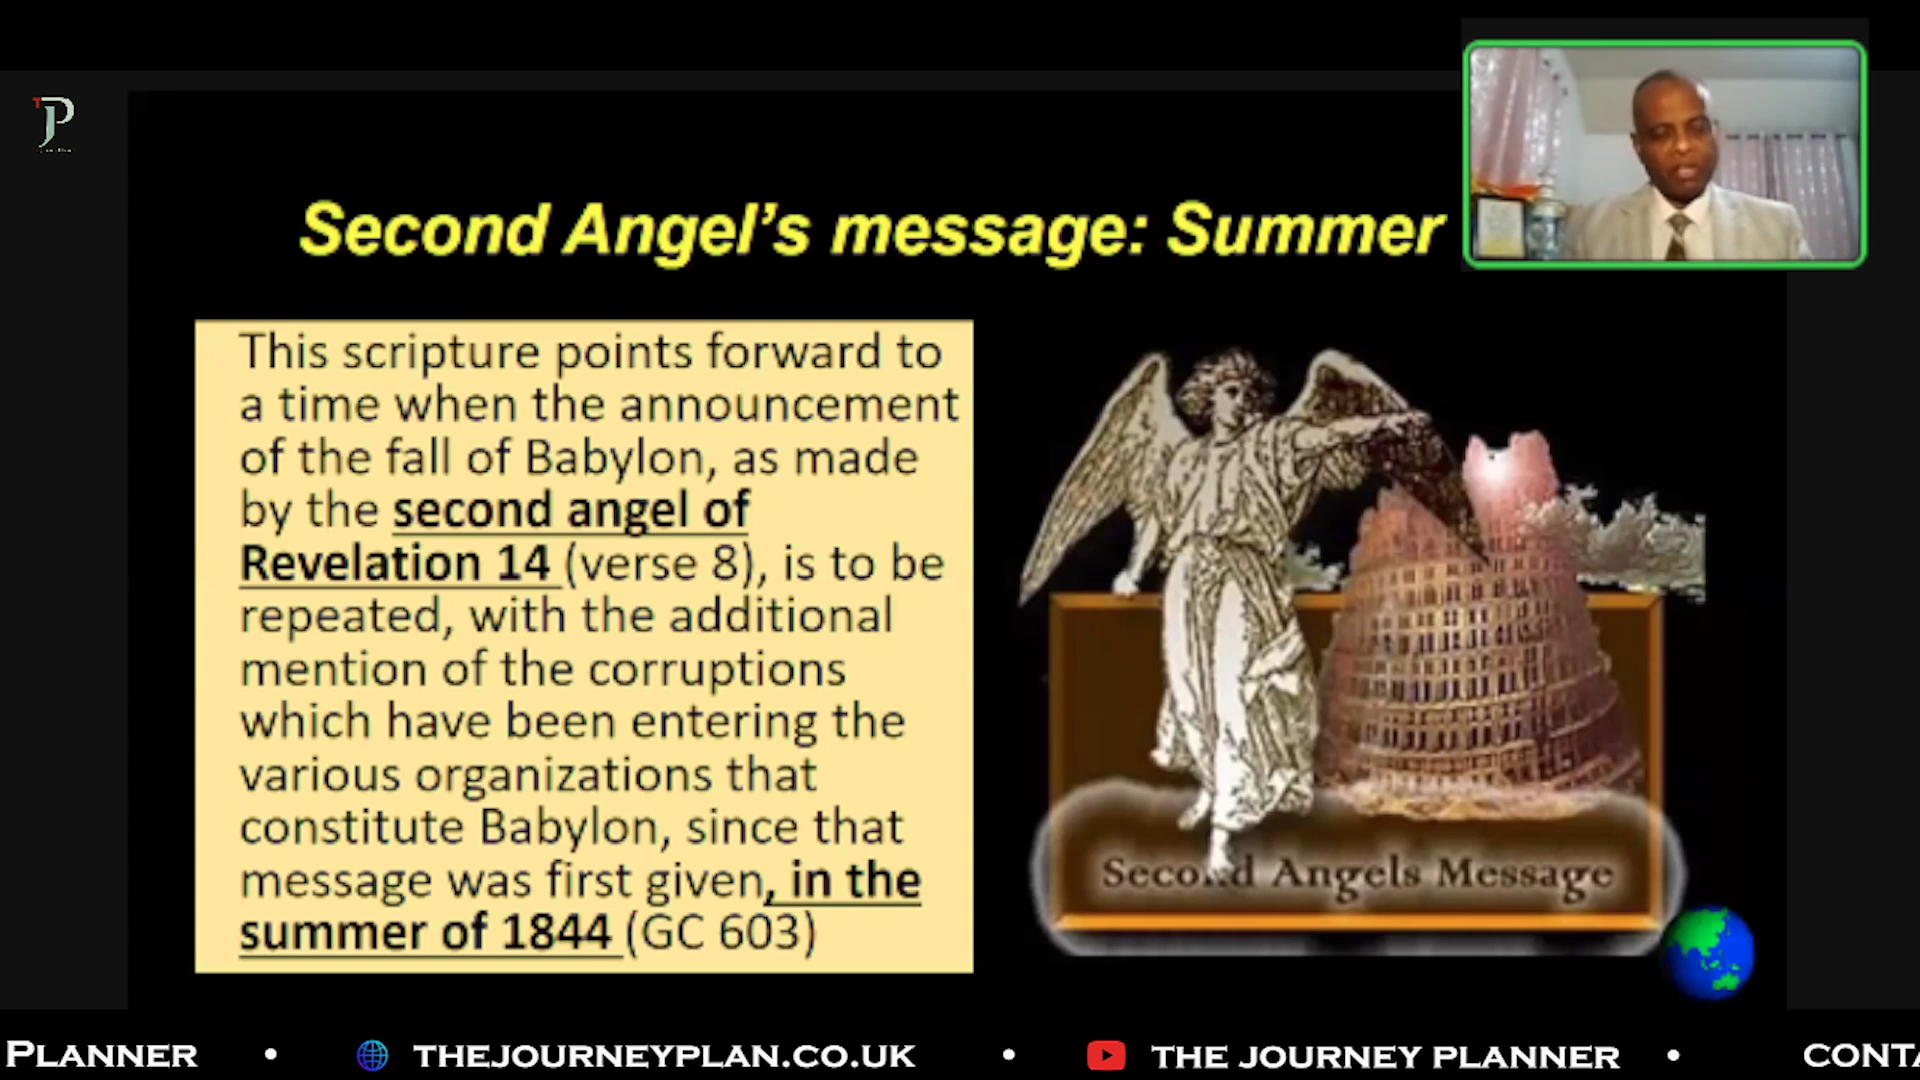 TJP
Second Angel's message: Summer
This scripture points forward to
a time when the announcement
of the fall of Babylon, as made
by the second angel of
Revelation 14 (verse 8), is to be
repeated, with the additional
mention of the corruptions
which have been entering the
various organizations that
constitute Babylon, since that
message was first given, in the
summer of 1844 (GC 603)
Second Angels Message
PLANNER • THEJOURNEYPLAN.CO.UK • THE JOURNEY PLANNER • CONTA